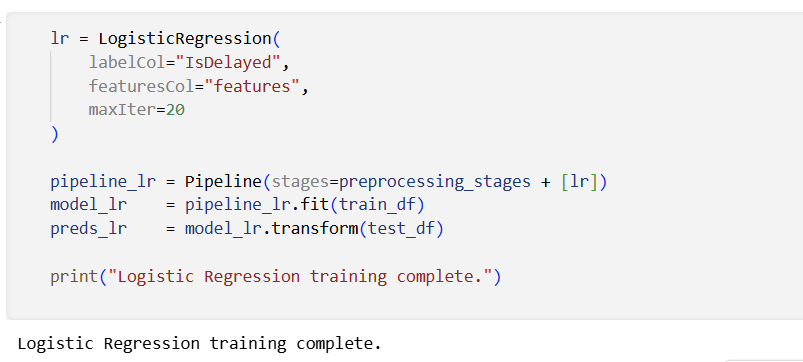 lr = LogisticRegression(
    labelCol="IsDelayed",
    featuresCol="features",
    maxIter=20
)
pipeline_lr = Pipeline(stages=preprocessing_stages + [lr])
model_lr    = pipeline_lr.fit(train_df)
preds_lr    = model_lr.transform(test_df)
print("Logistic Regression training complete.")
Logistic Regression training complete.